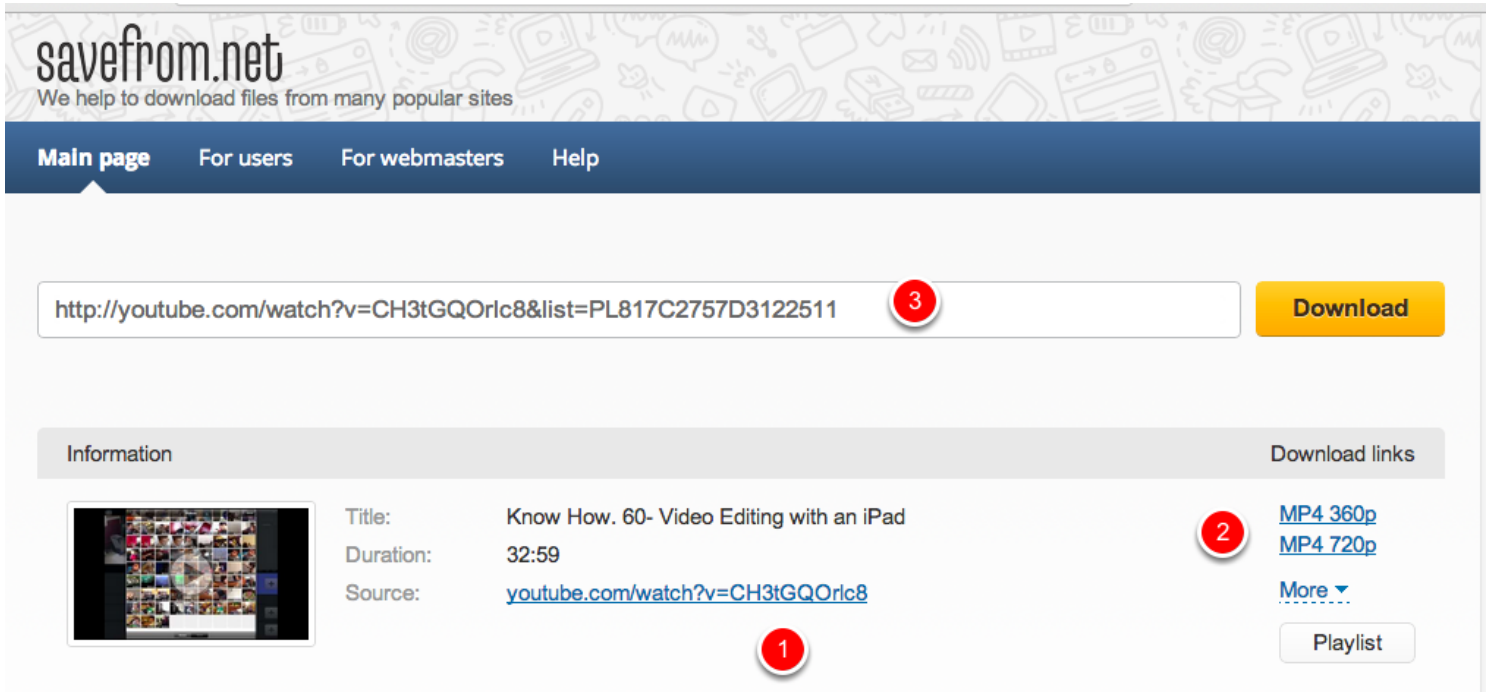 savefrom.net
We help to download files from many popular sites
Main page For users For webmasters Help
http://youtube.com/watch?v=CH3tGQOrlc8&list=PL817C2757D3122511 3 Download
Information Download links
Title: Know How. 60- Video Editing with an iPad 2 MP4 360p
Duration: 32:59 MP4 720p
Source: youtube.com/watch?v=CH3tGQOrlc8 More
1 Playlist